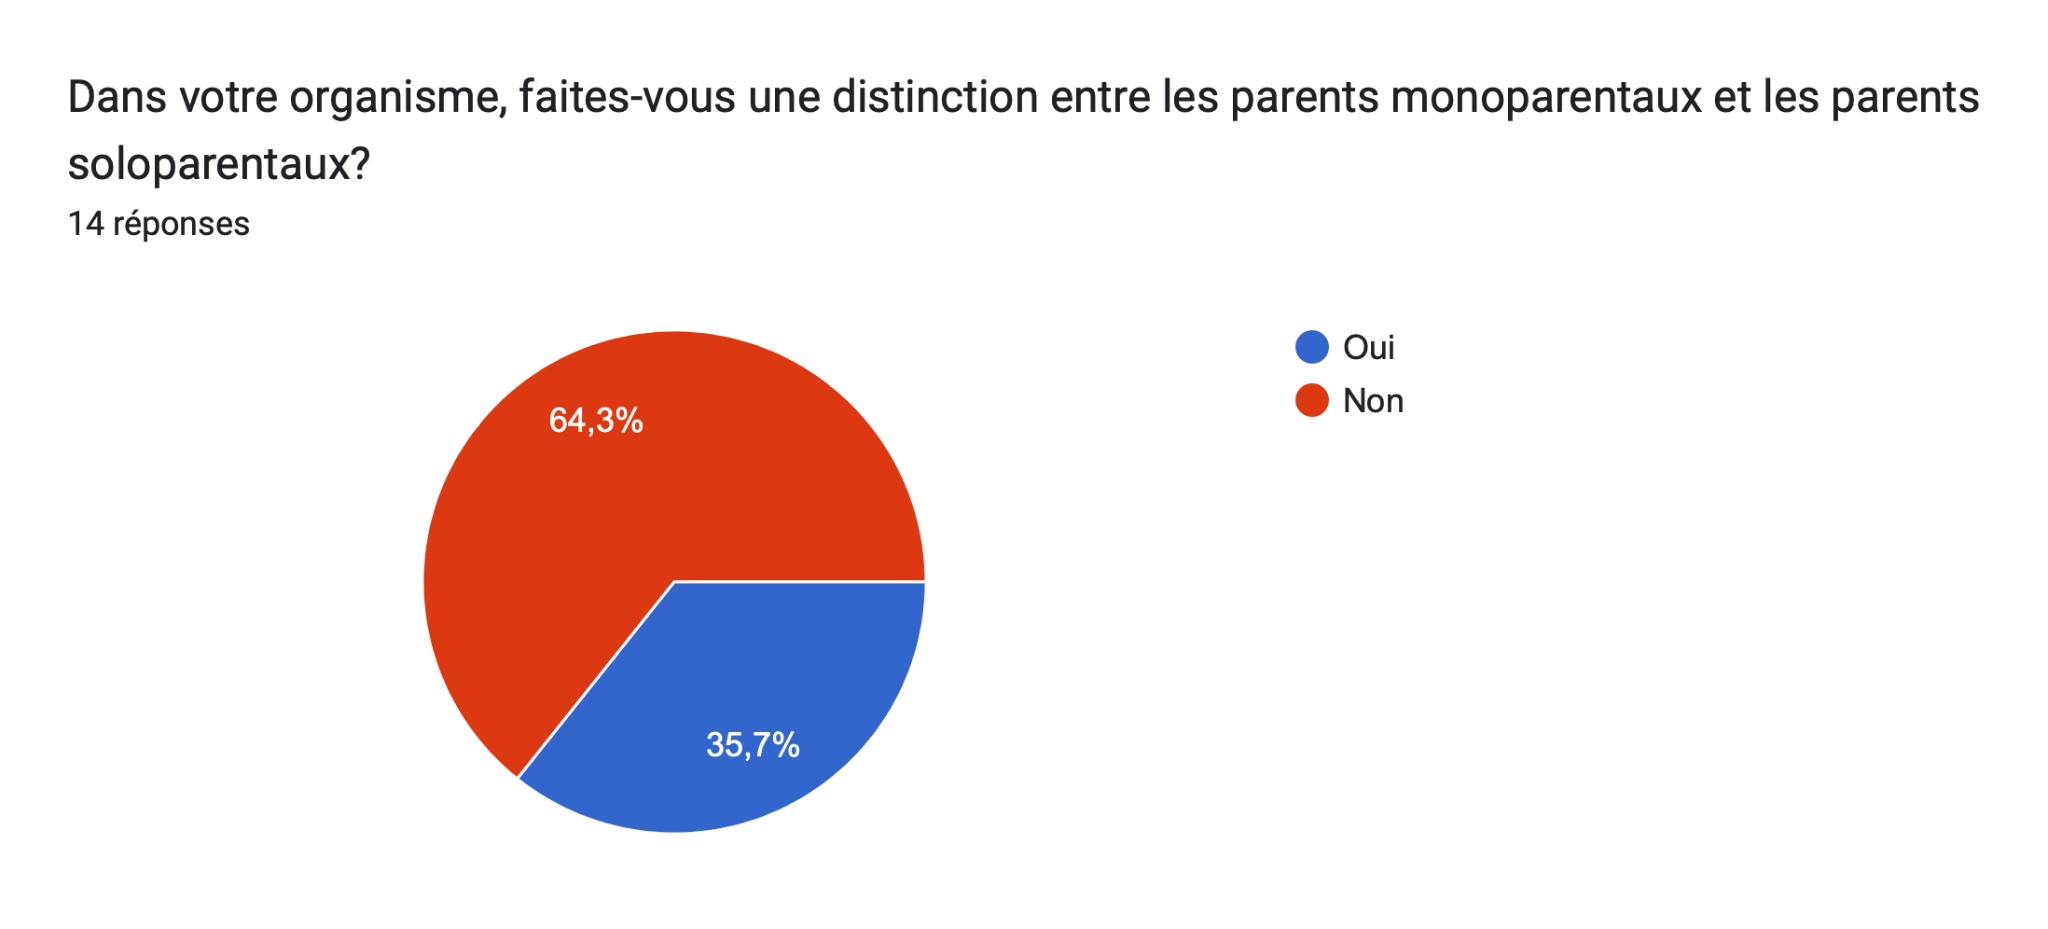 Dans votre organisme, faites-vous une distinction entre les parents monoparentaux et les parents
soloparentaux?
14 réponses
Oui
Non
64,3%
35,7%